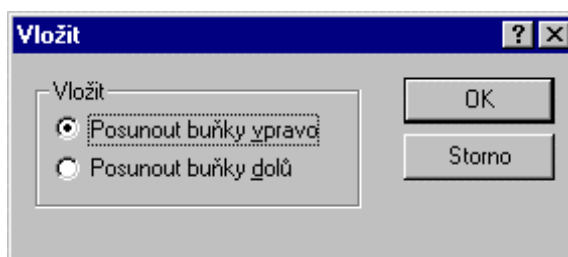 Vložit
Vložit
Posunout buňky vpravo
Posunout buňky dolů
OK
Storno